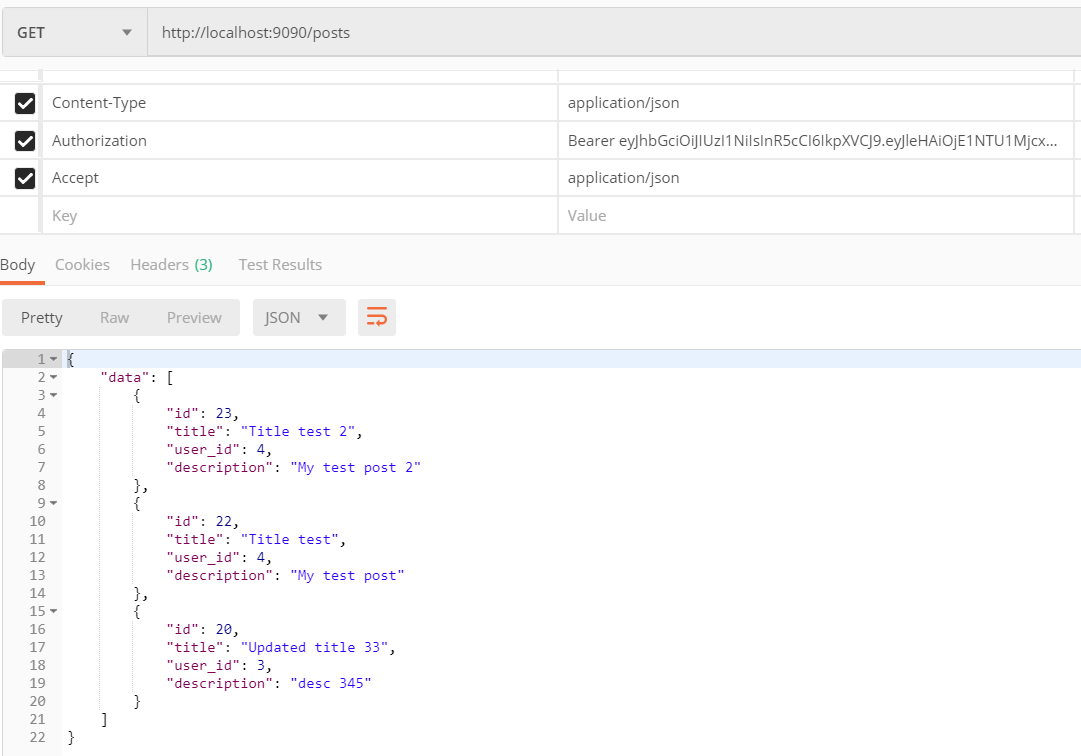 GET http://localhost:9090/posts
Content-Type application/json
Authorization Bearer eyJhbGciOiJIUzI1NiIsInR5cCI6IkpXVCJ9.eyJleHAiOjE1NTU1Mjcx...
Accept application/json
Key Value
Body Cookies Headers (3) Test Results
Pretty Raw Preview JSON
1 {
2 "data": [
3 {
4 "id": 23,
5 "title": "Title test 2",
6 "user_id": 4,
7 "description": "My test post 2"
8 },
9 {
10 "id": 22,
11 "title": "Title test",
12 "user_id": 4,
13 "description": "My test post"
14 },
15 {
16 "id": 20,
17 "title": "Updated title 33",
18 "user_id": 3,
19 "description": "desc 345"
20 }
21 ]
22 }